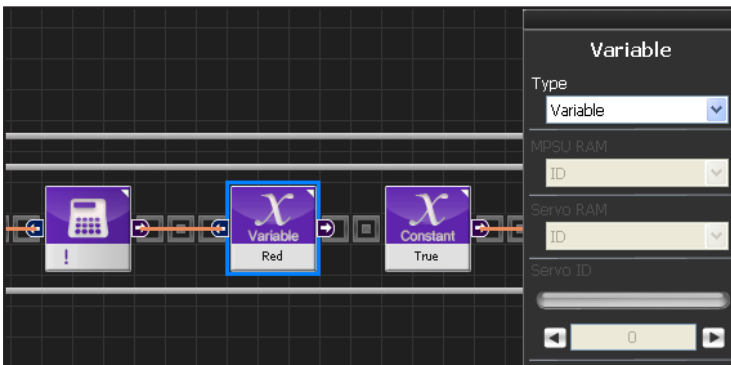 Variable
Type
Variable
MPSU RAM
ID
Servo RAM
ID
Servo ID
0
!
x
Variable
Red
x
Constant
True